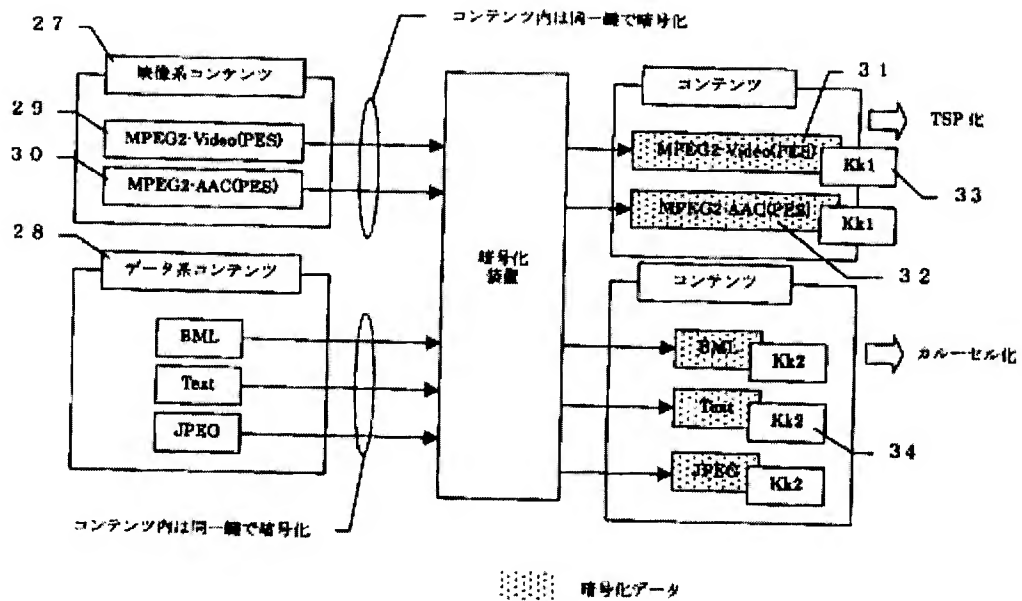 コンテンツ内は同一鍵で暗号化
27
映像系コンテンツ
29
MPEG2-Video(PES)
30
MPEG2-AAC(PES)
28
データ系コンテンツ
BML
Text
JPEG
コンテンツ内は同一鍵で暗号化
暗号化
装置
コンテンツ
31
TSP化
MPEG2-Video(PES)
Kk1
33
MPEG2-AAC(PES)
Kk1
32
コンテンツ
BML
Kk2
カルーセル化
Text
Kk2
34
JPEG
Kk2
暗号化データ